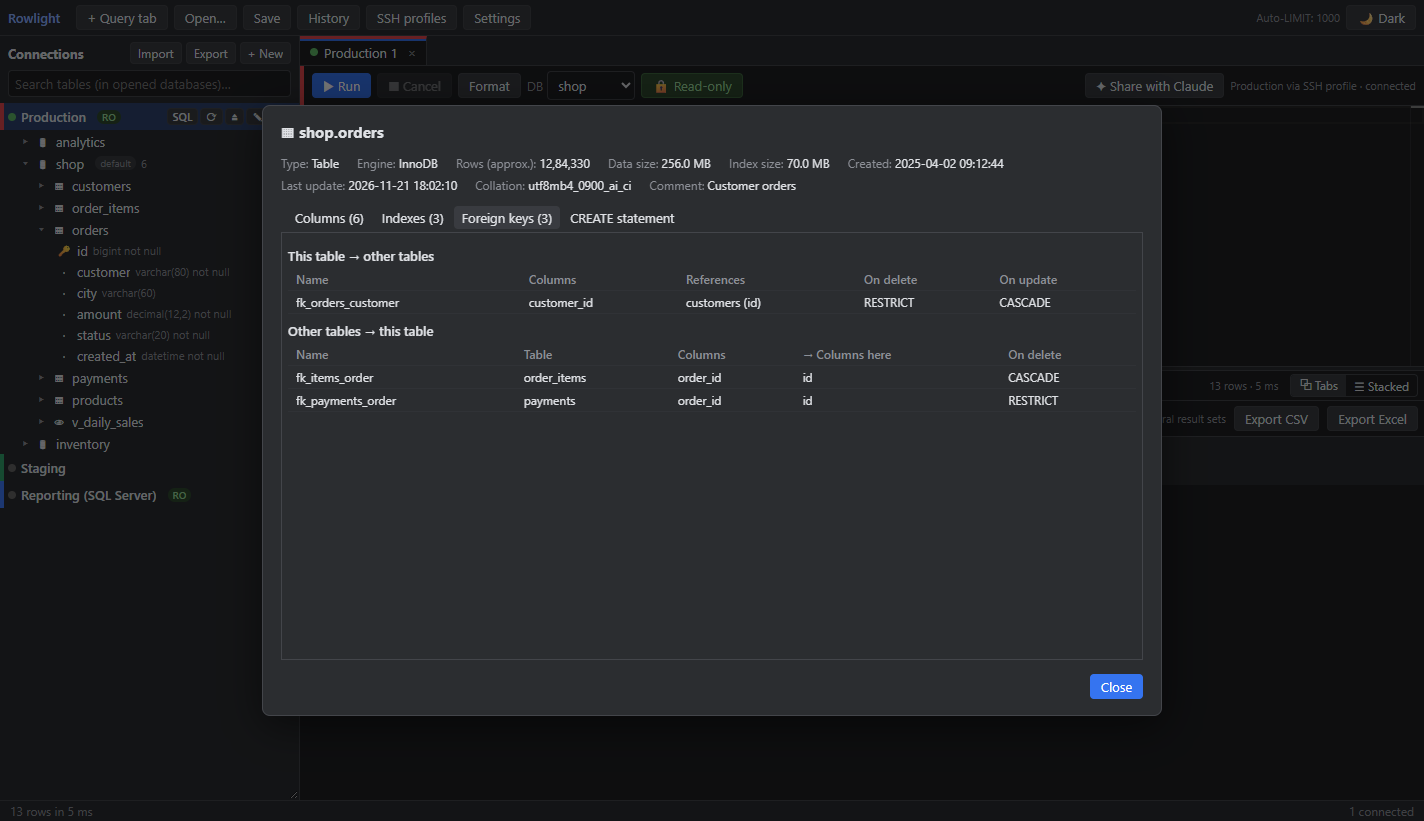 Rowlight
+ Query tab
Open...
Save
History
SSH profiles
Settings
Auto-LIMIT: 1000
🌙 Dark
Connections
Import
Export
+ New
Production 1 ×
Search tables (in opened databases)...
▶ Run
Cancel
Format
DB
shop
🔒 Read-only
✦ Share with Claude
Production via SSH profile · connected
Production RO SQL
analytics
shop default 6
customers
order_items
orders
id bigint not null
customer varchar(80) not null
city varchar(60)
amount decimal(12,2) not null
status varchar(20) not null
created_at datetime not null
payments
products
v_daily_sales
inventory
Staging
Reporting (SQL Server) RO
shop.orders
Type: Table Engine: InnoDB Rows (approx.): 12,84,330 Data size: 256.0 MB Index size: 70.0 MB Created: 2025-04-02 09:12:44
Last update: 2026-11-21 18:02:10 Collation: utf8mb4_0900_ai_ci Comment: Customer orders
Columns (6) Indexes (3) Foreign keys (3) CREATE statement
This table → other tables
Name Columns References On delete On update
fk_orders_customer customer_id customers (id) RESTRICT CASCADE
Other tables → this table
Name Table Columns → Columns here On delete
fk_items_order order_items order_id id CASCADE
fk_payments_order payments order_id id RESTRICT
Close
13 rows · 5 ms
Tabs
☰ Stacked
result sets
Export CSV
Export Excel
13 rows in 5 ms
1 connected